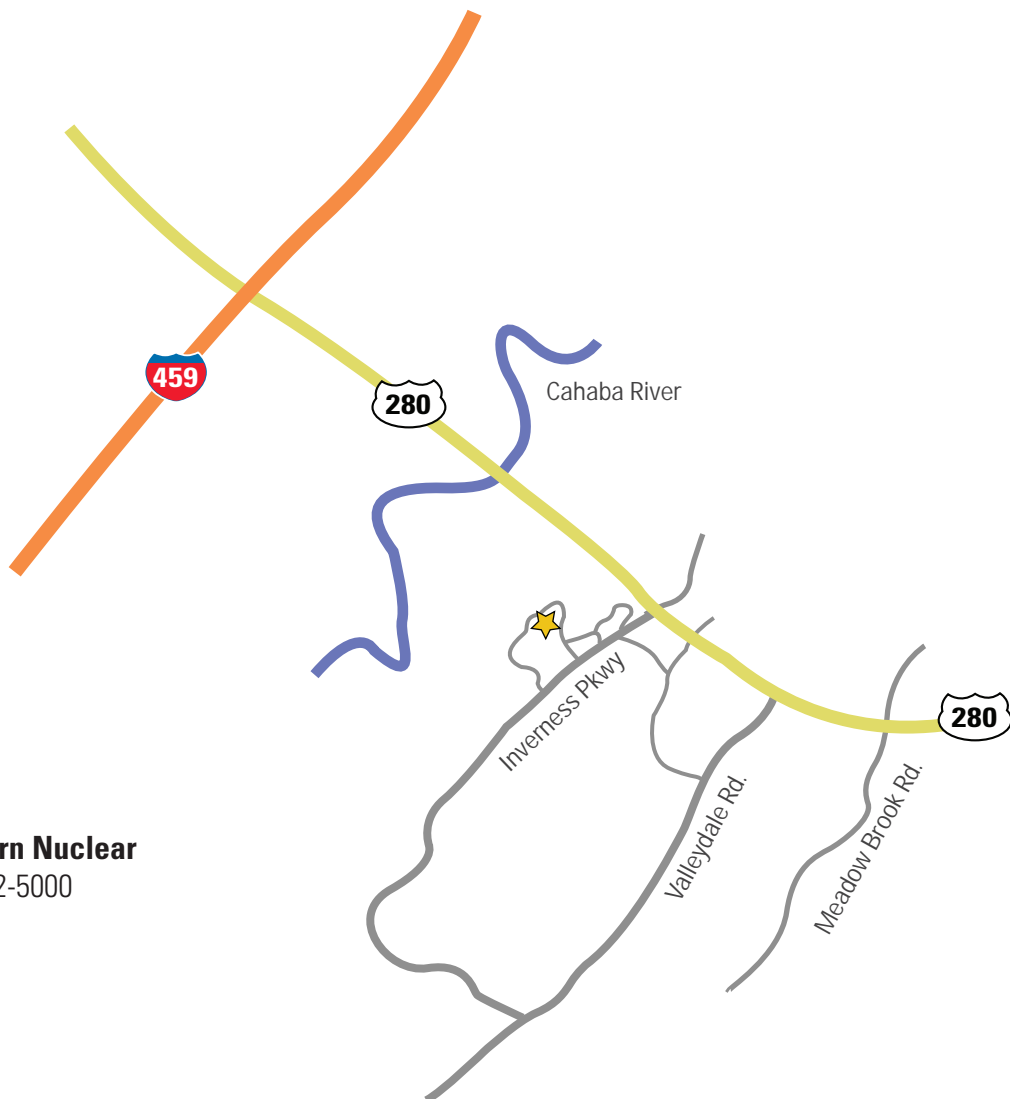 459
280
Cahaba River
Inverness Pkwy
280
Valleydale Rd.
Meadow Brook Rd.
rn Nuclear
2-5000